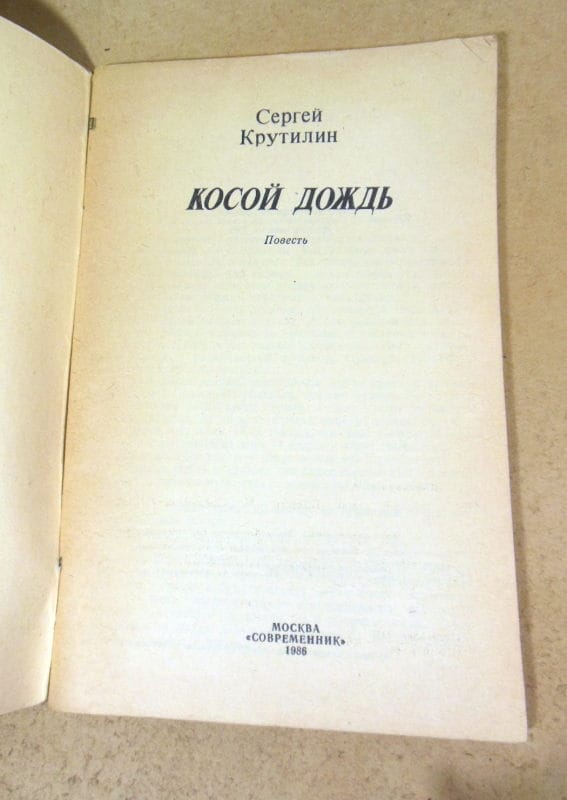 Сергей
Крутилин
КОСОЙ ДОЖДЬ
Повесть
МОСКВА
«СОВРЕМЕННИК»
1986